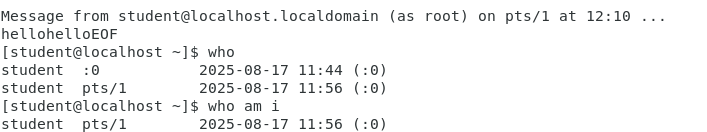 Message from student@localhost.localdomain (as root) on pts/1 at 12:10 ...
hellohelloEOF
[student@localhost ~]$ who
student  :0           2025-08-17 11:44 (:0)
student  pts/1        2025-08-17 11:56 (:0)
[student@localhost ~]$ who am i
student  pts/1        2025-08-17 11:56 (:0)